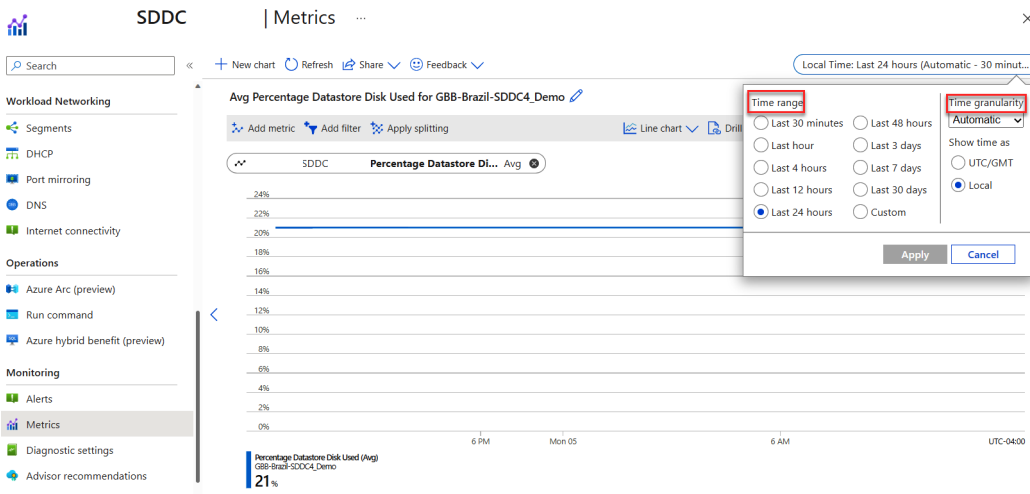 SDDC | Metrics ...
Search
«
New chart Refresh Share Feedback
Local Time: Last 24 hours (Automatic - 30 minut...
Workload Networking
Segments
DHCP
Port mirroring
DNS
Internet connectivity
Operations
Azure Arc (preview)
Run command
Azure hybrid benefit (preview)
Monitoring
Alerts
Metrics
Diagnostic settings
Advisor recommendations
Avg Percentage Datastore Disk Used for GBB-Brazil-SDDC4_Demo
Add metric Add filter Apply splitting Line chart Drill
SDDC Percentage Datastore Di... Avg
24%
22%
20%
18%
16%
14%
12%
10%
8%
6%
4%
2%
0%
6 PM Mon 05 6 AM UTC-04:00
Percentage Datastore Disk Used (Avg)
GBB-Brazil-SDDC4_Demo
21%
Time range
Last 30 minutes Last 48 hours
Last hour Last 3 days
Last 4 hours Last 7 days
Last 12 hours Last 30 days
Last 24 hours Custom
Time granularity
Automatic
Show time as
UTC/GMT
Local
Apply Cancel